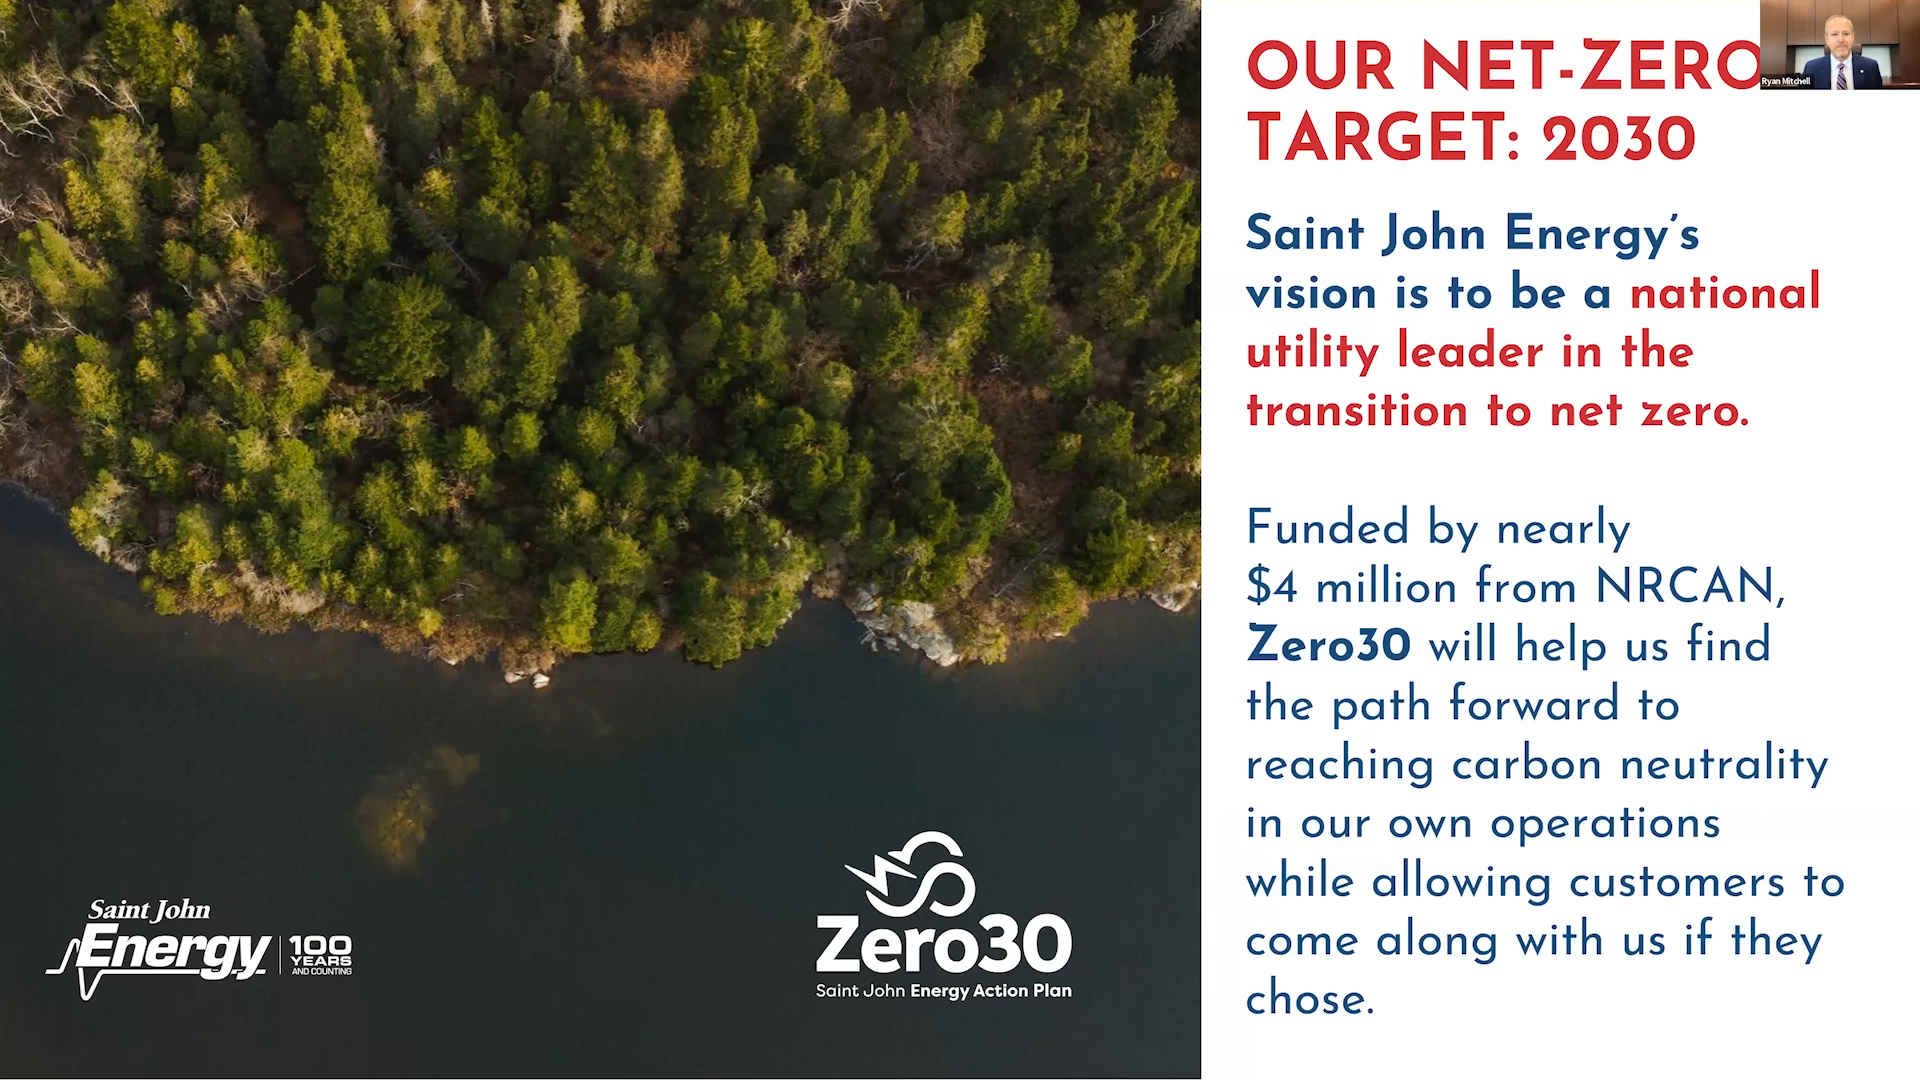 OUR NET-ZERO
TARGET: 2030
Ryan Mitchell
Saint John Energy's
vision is to be a national
utility leader in the
transition to net zero.
Funded by nearly
$4 million from NRCAN,
Zero30 will help us find
the path forward to
reaching carbon neutrality
in our own operations
while allowing customers to
come along with us if they
chose.
Saint John
Energy
100
YEARS
AND COUNTING
Zero30
Saint John Energy Action Plan